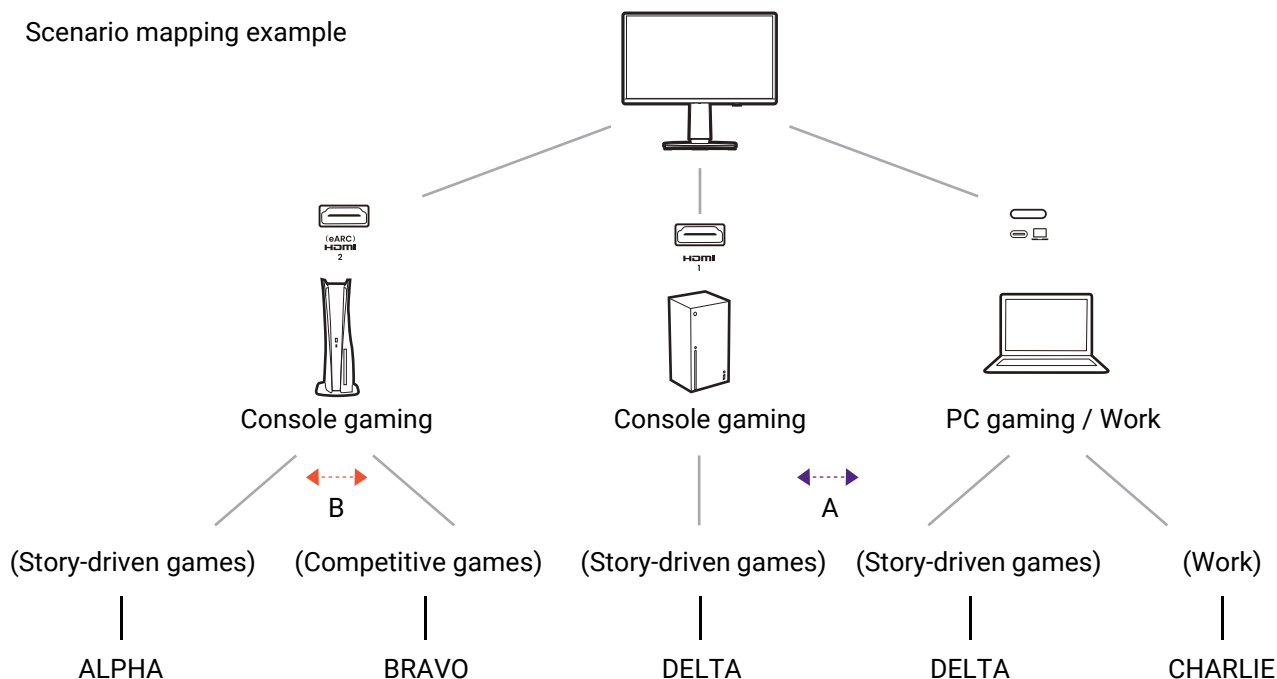 Scenario mapping example
(eARC)
HDMI
2
HDMI
1
Console gaming
Console gaming
PC gaming / Work
B
A
(Story-driven games)
(Competitive games)
(Story-driven games)
(Story-driven games)
(Work)
ALPHA
BRAVO
DELTA
DELTA
CHARLIE